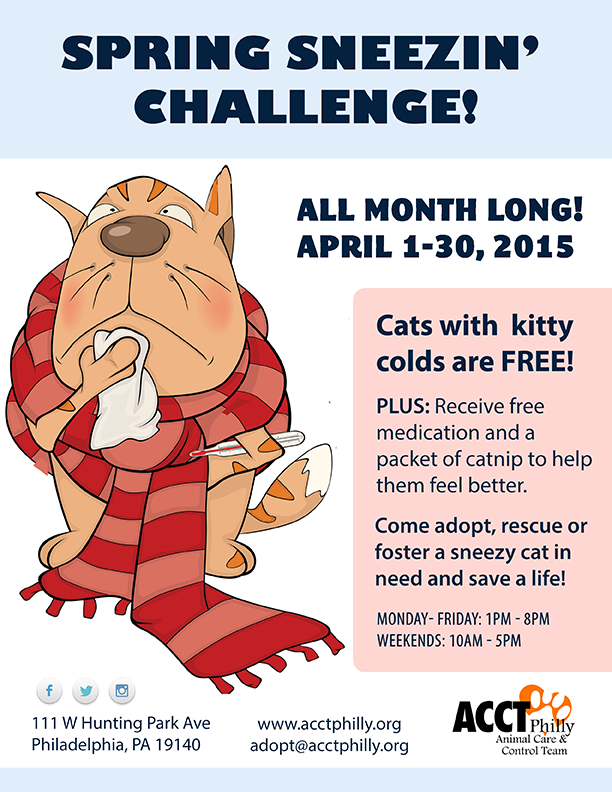 SPRING SNEEZIN'
CHALLENGE!
ALL MONTH LONG!
APRIL 1-30, 2015
Cats with kitty
colds are FREE!
PLUS: Receive free
medication and a
packet of catnip to help
them feel better.
Come adopt, rescue or
foster a sneezy cat in
need and save a life!
MONDAY- FRIDAY: 1PM - 8PM
WEEKENDS: 10AM - 5PM
111 W Hunting Park Ave
Philadelphia, PA 19140
www.acctphilly.org
adopt@acctphilly.org
ACCT Philly
Animal Care &
Control Team